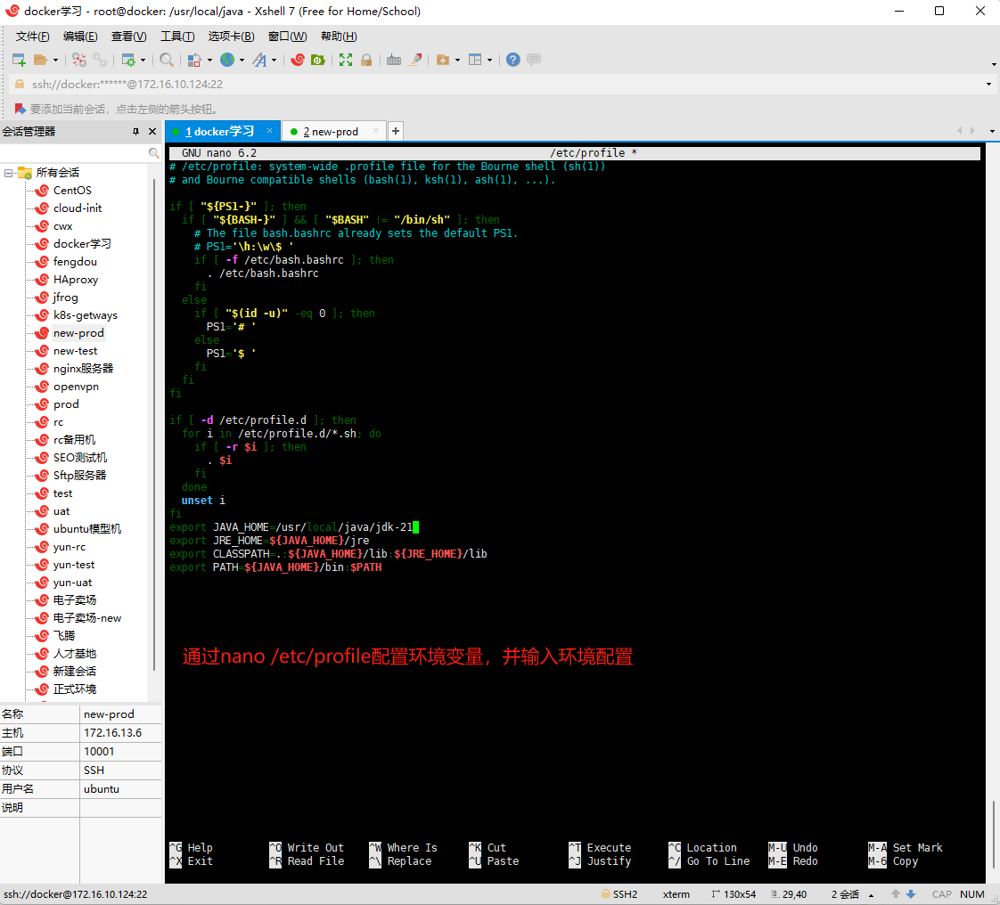 docker学习 - root@docker: /usr/local/java - Xshell 7 (Free for Home/School)
文件(F) 编辑(E) 查看(V) 工具(T) 选项卡(B) 窗口(W) 帮助(H)
ssh://docker:******@172.16.10.124:22
要添加当前会话，点击左侧的箭头按钮。
会话管理器
1 docker学习 × 2 new-prod × +
所有会话
CentOS
cloud-init
cwx
docker学习
fengdou
HAproxy
jfrog
k8s-getways
new-prod
new-test
nginx服务器
openvpn
prod
rc
rc备用机
SEO测试机
Sftp服务器
test
uat
ubuntu模型机
yun-rc
yun-test
yun-uat
电子卖场
电子卖场-new
飞腾
人才基地
新建会话
正式环境
名称 new-prod
主机 172.16.13.6
端口 10001
协议 SSH
用户名 ubuntu
说明
GNU nano 6.2 /etc/profile *
# /etc/profile: system-wide .profile file for the Bourne shell (sh(1))
# and Bourne compatible shells (bash(1), ksh(1), ash(1), ...).
if [ "${PS1-}" ]; then
  if [ "${BASH-}" ] && [ "$BASH" != "/bin/sh" ]; then
    # The file bash.bashrc already sets the default PS1.
    # PS1='\h:\w\$ '
    if [ -f /etc/bash.bashrc ]; then
      . /etc/bash.bashrc
    fi
  else
    if [ "$(id -u)" -eq 0 ]; then
      PS1='# '
    else
      PS1='$ '
    fi
  fi
fi
if [ -d /etc/profile.d ]; then
  for i in /etc/profile.d/*.sh; do
    if [ -r $i ]; then
      . $i
    fi
  done
  unset i
fi
export JAVA_HOME=/usr/local/java/jdk-21
export JRE_HOME=${JAVA_HOME}/jre
export CLASSPATH=.:${JAVA_HOME}/lib:${JRE_HOME}/lib
export PATH=${JAVA_HOME}/bin:$PATH
通过nano /etc/profile配置环境变量，并输入环境配置
^G Help ^O Write Out ^W Where Is ^K Cut ^T Execute ^C Location M-U Undo M-A Set Mark
^X Exit ^R Read File ^\ Replace ^U Paste ^J Justify ^/ Go To Line M-E Redo M-6 Copy
ssh://docker@172.16.10.124:22 SSH2 xterm 130x54 29,40 2 会话 CAP NUM